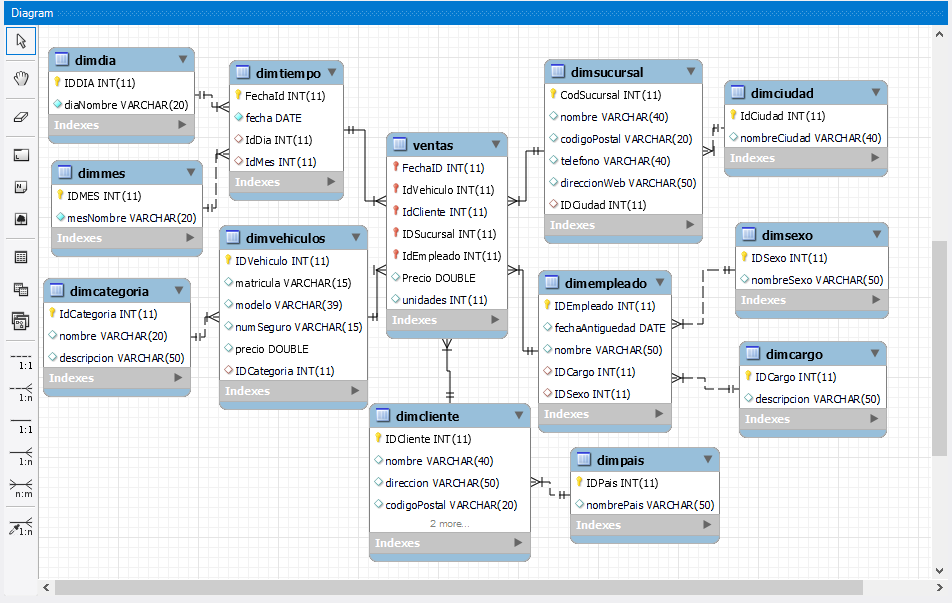 Diagram
1:1
1:n
1:1
1:n
n:m
1:n
dimdia
IDDIA INT(11)
diaNombre VARCHAR(20)
Indexes
dimtiempo
FechaId INT(11)
fecha DATE
IdDia INT(11)
IdMes INT(11)
Indexes
dimmes
IDMES INT(11)
mesNombre VARCHAR(20)
Indexes
dimvehiculos
IDVehiculo INT(11)
matricula VARCHAR(15)
modelo VARCHAR(39)
numSeguro VARCHAR(15)
precio DOUBLE
IDCategoria INT(11)
Indexes
dimcategoria
IdCategoria INT(11)
nombre VARCHAR(20)
descripcion VARCHAR(50)
Indexes
ventas
FechaID INT(11)
IdVehiculo INT(11)
IdCliente INT(11)
IDSucursal INT(11)
IdEmpleado INT(11)
Precio DOUBLE
unidades INT(11)
Indexes
dimsucursal
CodSucursal INT(11)
nombre VARCHAR(40)
codigoPostal VARCHAR(20)
telefono VARCHAR(40)
direccionWeb VARCHAR(50)
IDCiudad INT(11)
Indexes
dimciudad
IdCiudad INT(11)
nombreCiudad VARCHAR(40)
Indexes
dimsexo
IDSexo INT(11)
nombreSexo VARCHAR(50)
Indexes
dimempleado
IDEmpleado INT(11)
fechaAntiguedad DATE
nombre VARCHAR(50)
IDCargo INT(11)
IDSexo INT(11)
Indexes
dimcargo
IDCargo INT(11)
descripcion VARCHAR(50)
Indexes
dimcliente
IDCliente INT(11)
nombre VARCHAR(40)
direccion VARCHAR(50)
codigoPostal VARCHAR(20)
2 more...
Indexes
dimpais
IDPais INT(11)
nombrePais VARCHAR(50)
Indexes